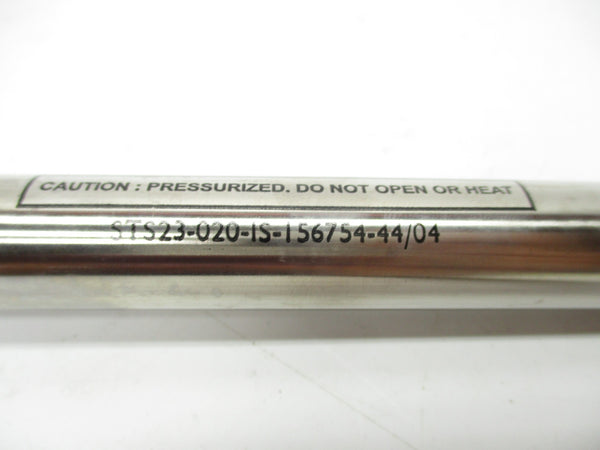 CAUTION : PRESSURIZED. DO NOT OPEN OR HEAT
STS23-020-IS-156754-44/04